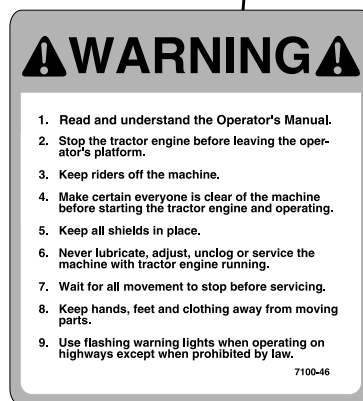 WARNING
1. Read and understand the Operator's Manual.
2. Stop the tractor engine before leaving the oper-
ator's platform.
3. Keep riders off the machine.
4. Make certain everyone is clear of the machine
before starting the tractor engine and operating.
5. Keep all shields in place.
6. Never lubricate, adjust, unclog or service the
machine with tractor engine running.
7. Wait for all movement to stop before servicing.
8. Keep hands, feet and clothing away from moving
parts.
9. Use flashing warning lights when operating on
highways except when prohibited by law.
7100-46